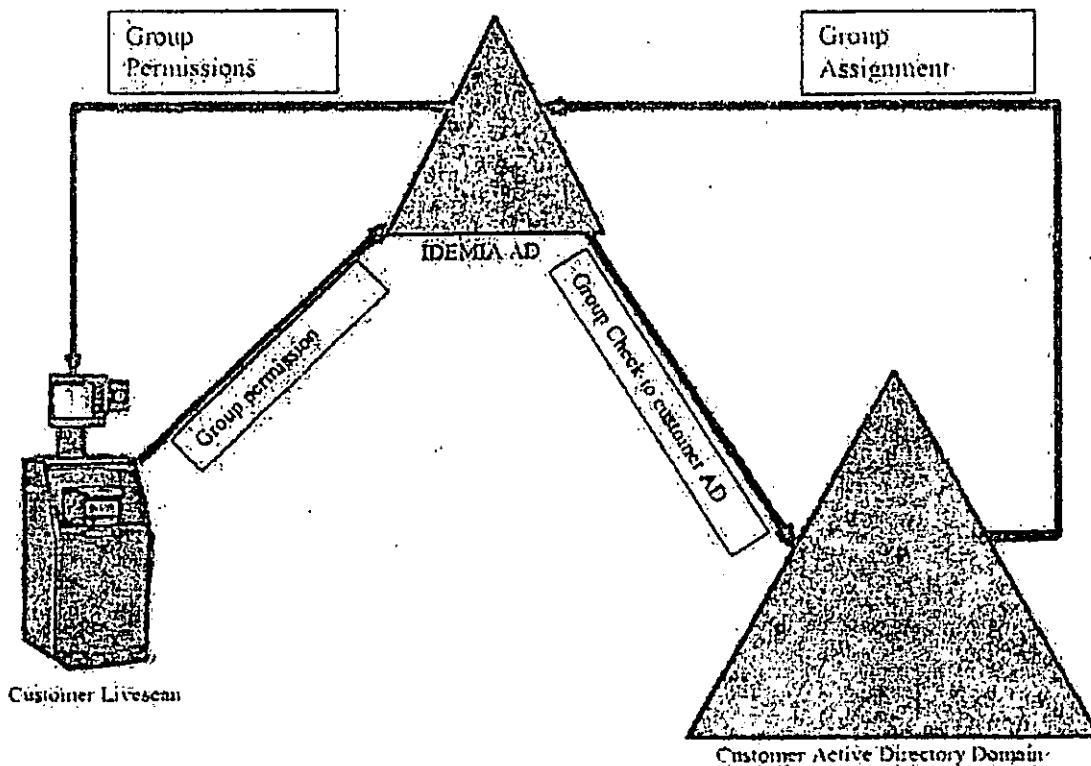 Group
Permissions
Group
Assignment
IDEMIA AD
Group permission
Group Check to customer AD
Customer Livescan
Customer Active Directory Domain